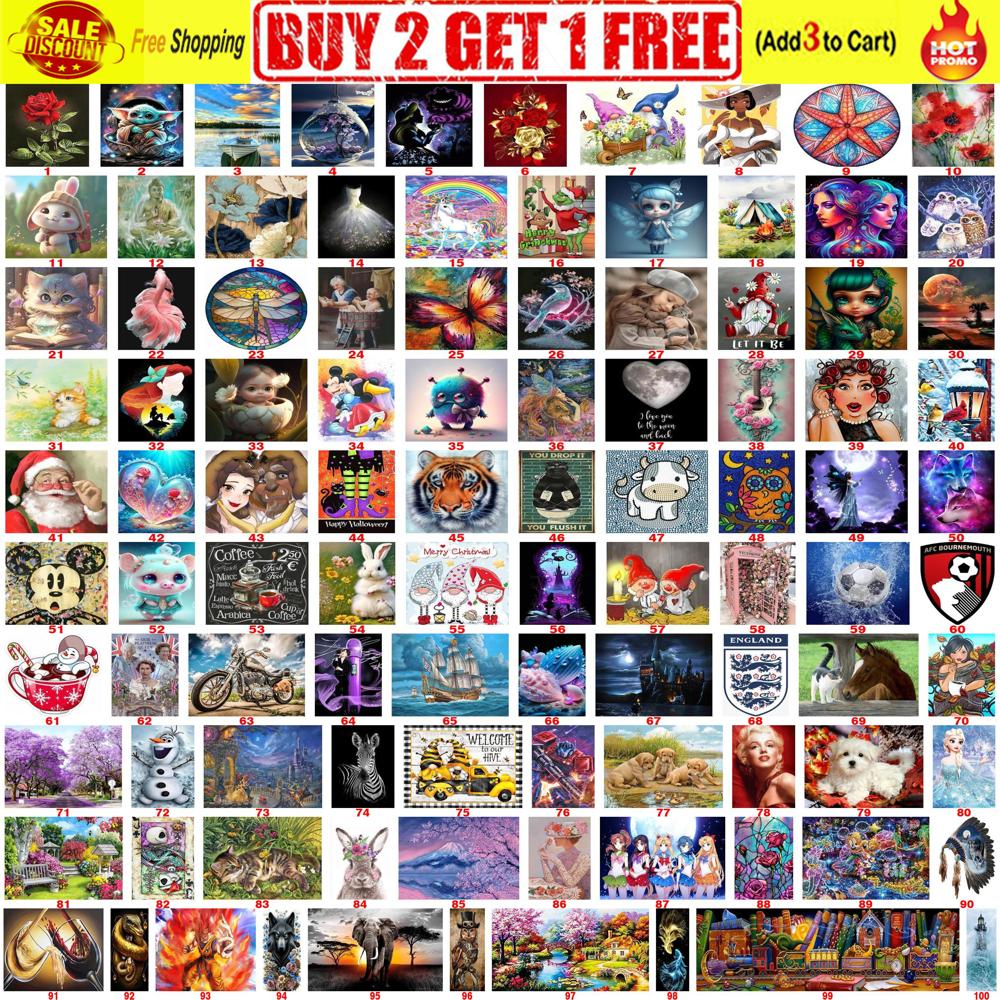 SALE
DISCOUNT
Free Shopping
BUY 2 GET 1 FREE
(Add 3 to Cart)
HOT
PROMO
1 2 3 4 5 6 7 8 9 10
11 12 13 14 15 16 17 18 19 20
LET IT BE
21 22 23 24 25 26 27 28 29 30
I love you
to the moon
and back
31 32 33 34 35 36 37 38 39 40
YOU DROP IT
Happy Halloween!
YOU FLUSH IT
41 42 43 44 45 46 47 48 49 50
Coffee 250
€
Latte
Arabica
Cup of
Coffee
Merry Christmas!
TELEPHONE
AFC BOURNEMOUTH
51 52 53 54 55 56 57 58 59 60
ENGLAND
61 62 63 64 65 66 67 68 69 70
WELCOME
to our
HIVE
71 72 73 74 75 76 77 78 79 80
81 82 83 84 85 86 87 88 89 90
91 92 93 94 95 96 97 98 99 100